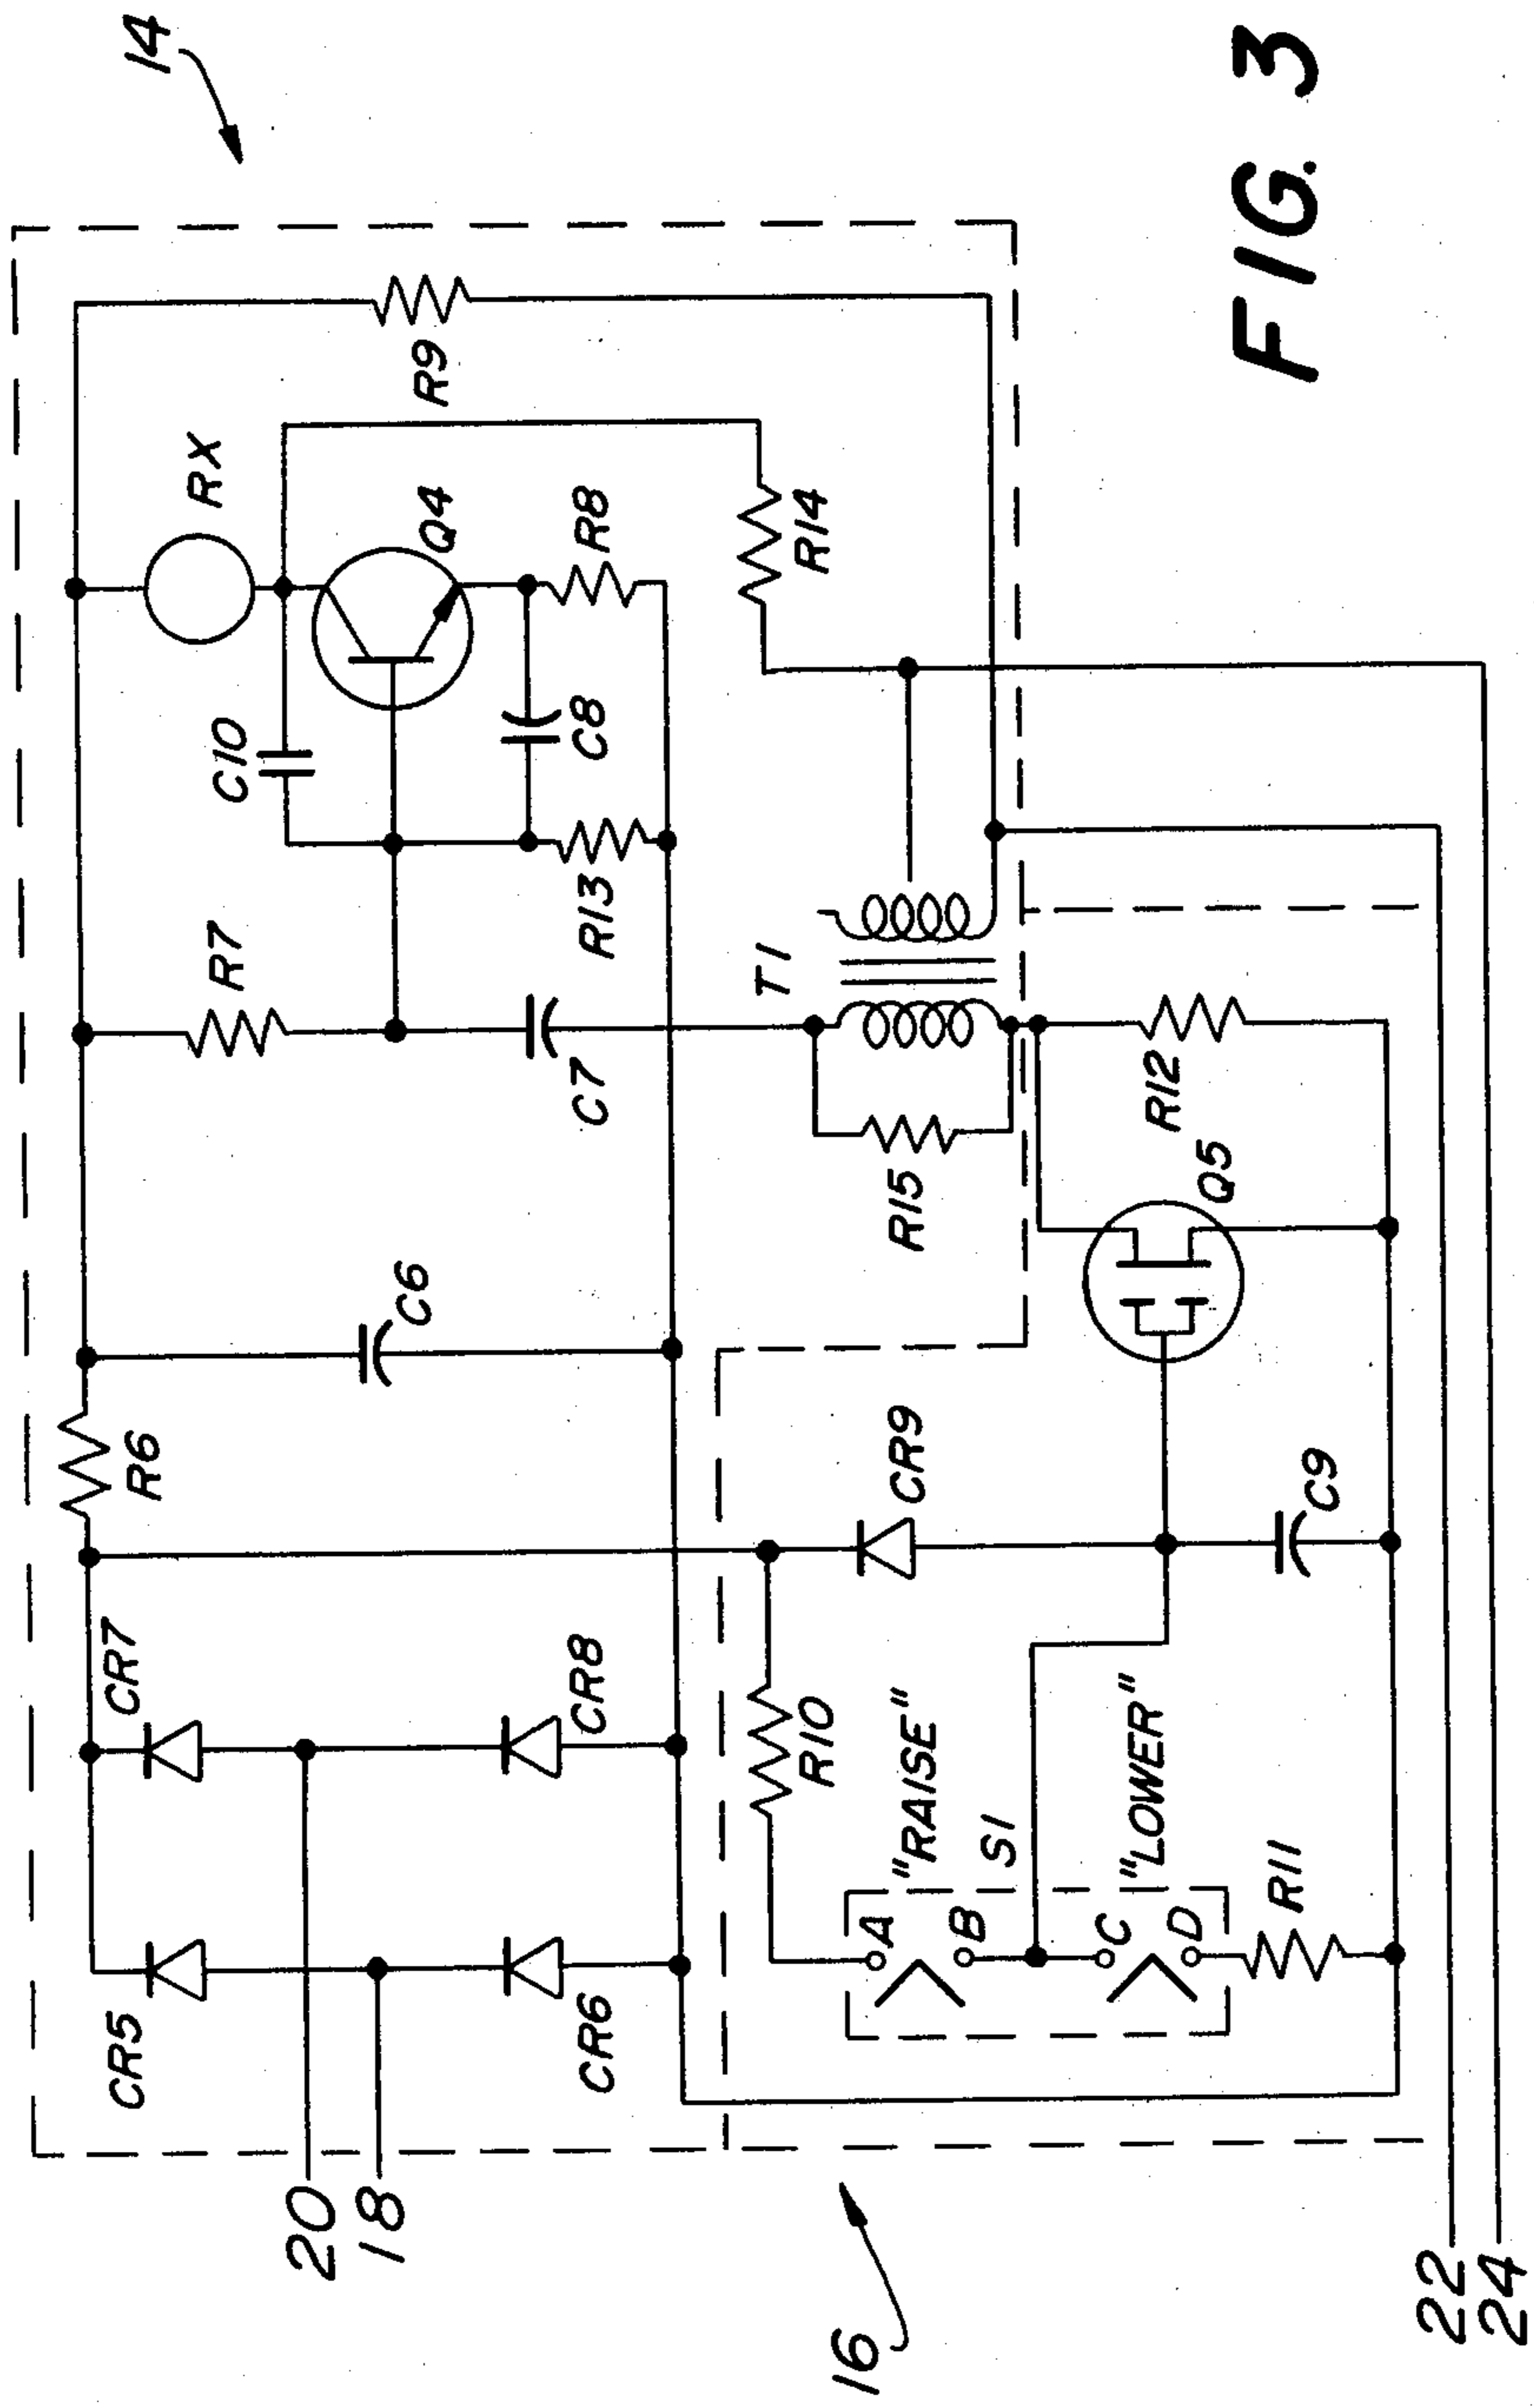 14
CR5
CR7
R6
C6
R7
C10
RX
R9
Q4
R8
C8
R13
C7
CR8
CR6
20
18
T1
R14
R15
R12
Q5
CR9
C9
R10
"RAISE"
S1
"LOWER"
A
B
C
D
R11
16
22
24
FIG. 3